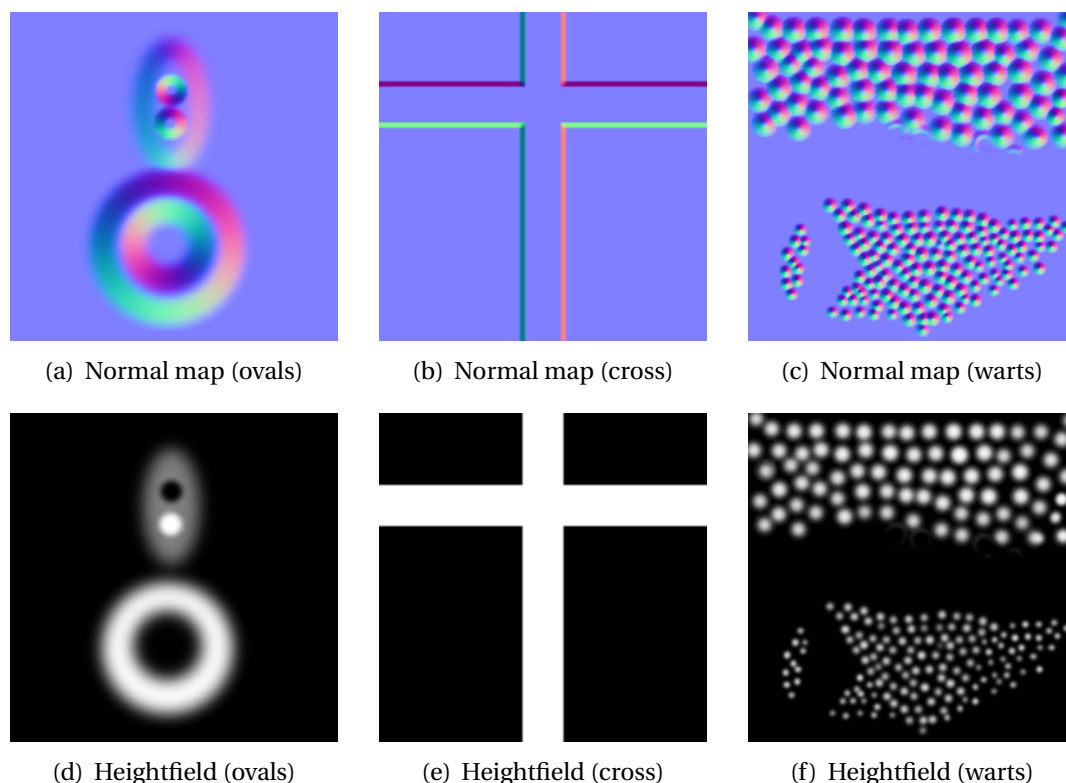 (a) Normal map (ovals)
(b) Normal map (cross)
(c) Normal map (warts)
(d) Heightfield (ovals)
(e) Heightfield (cross)
(f) Heightfield (warts)